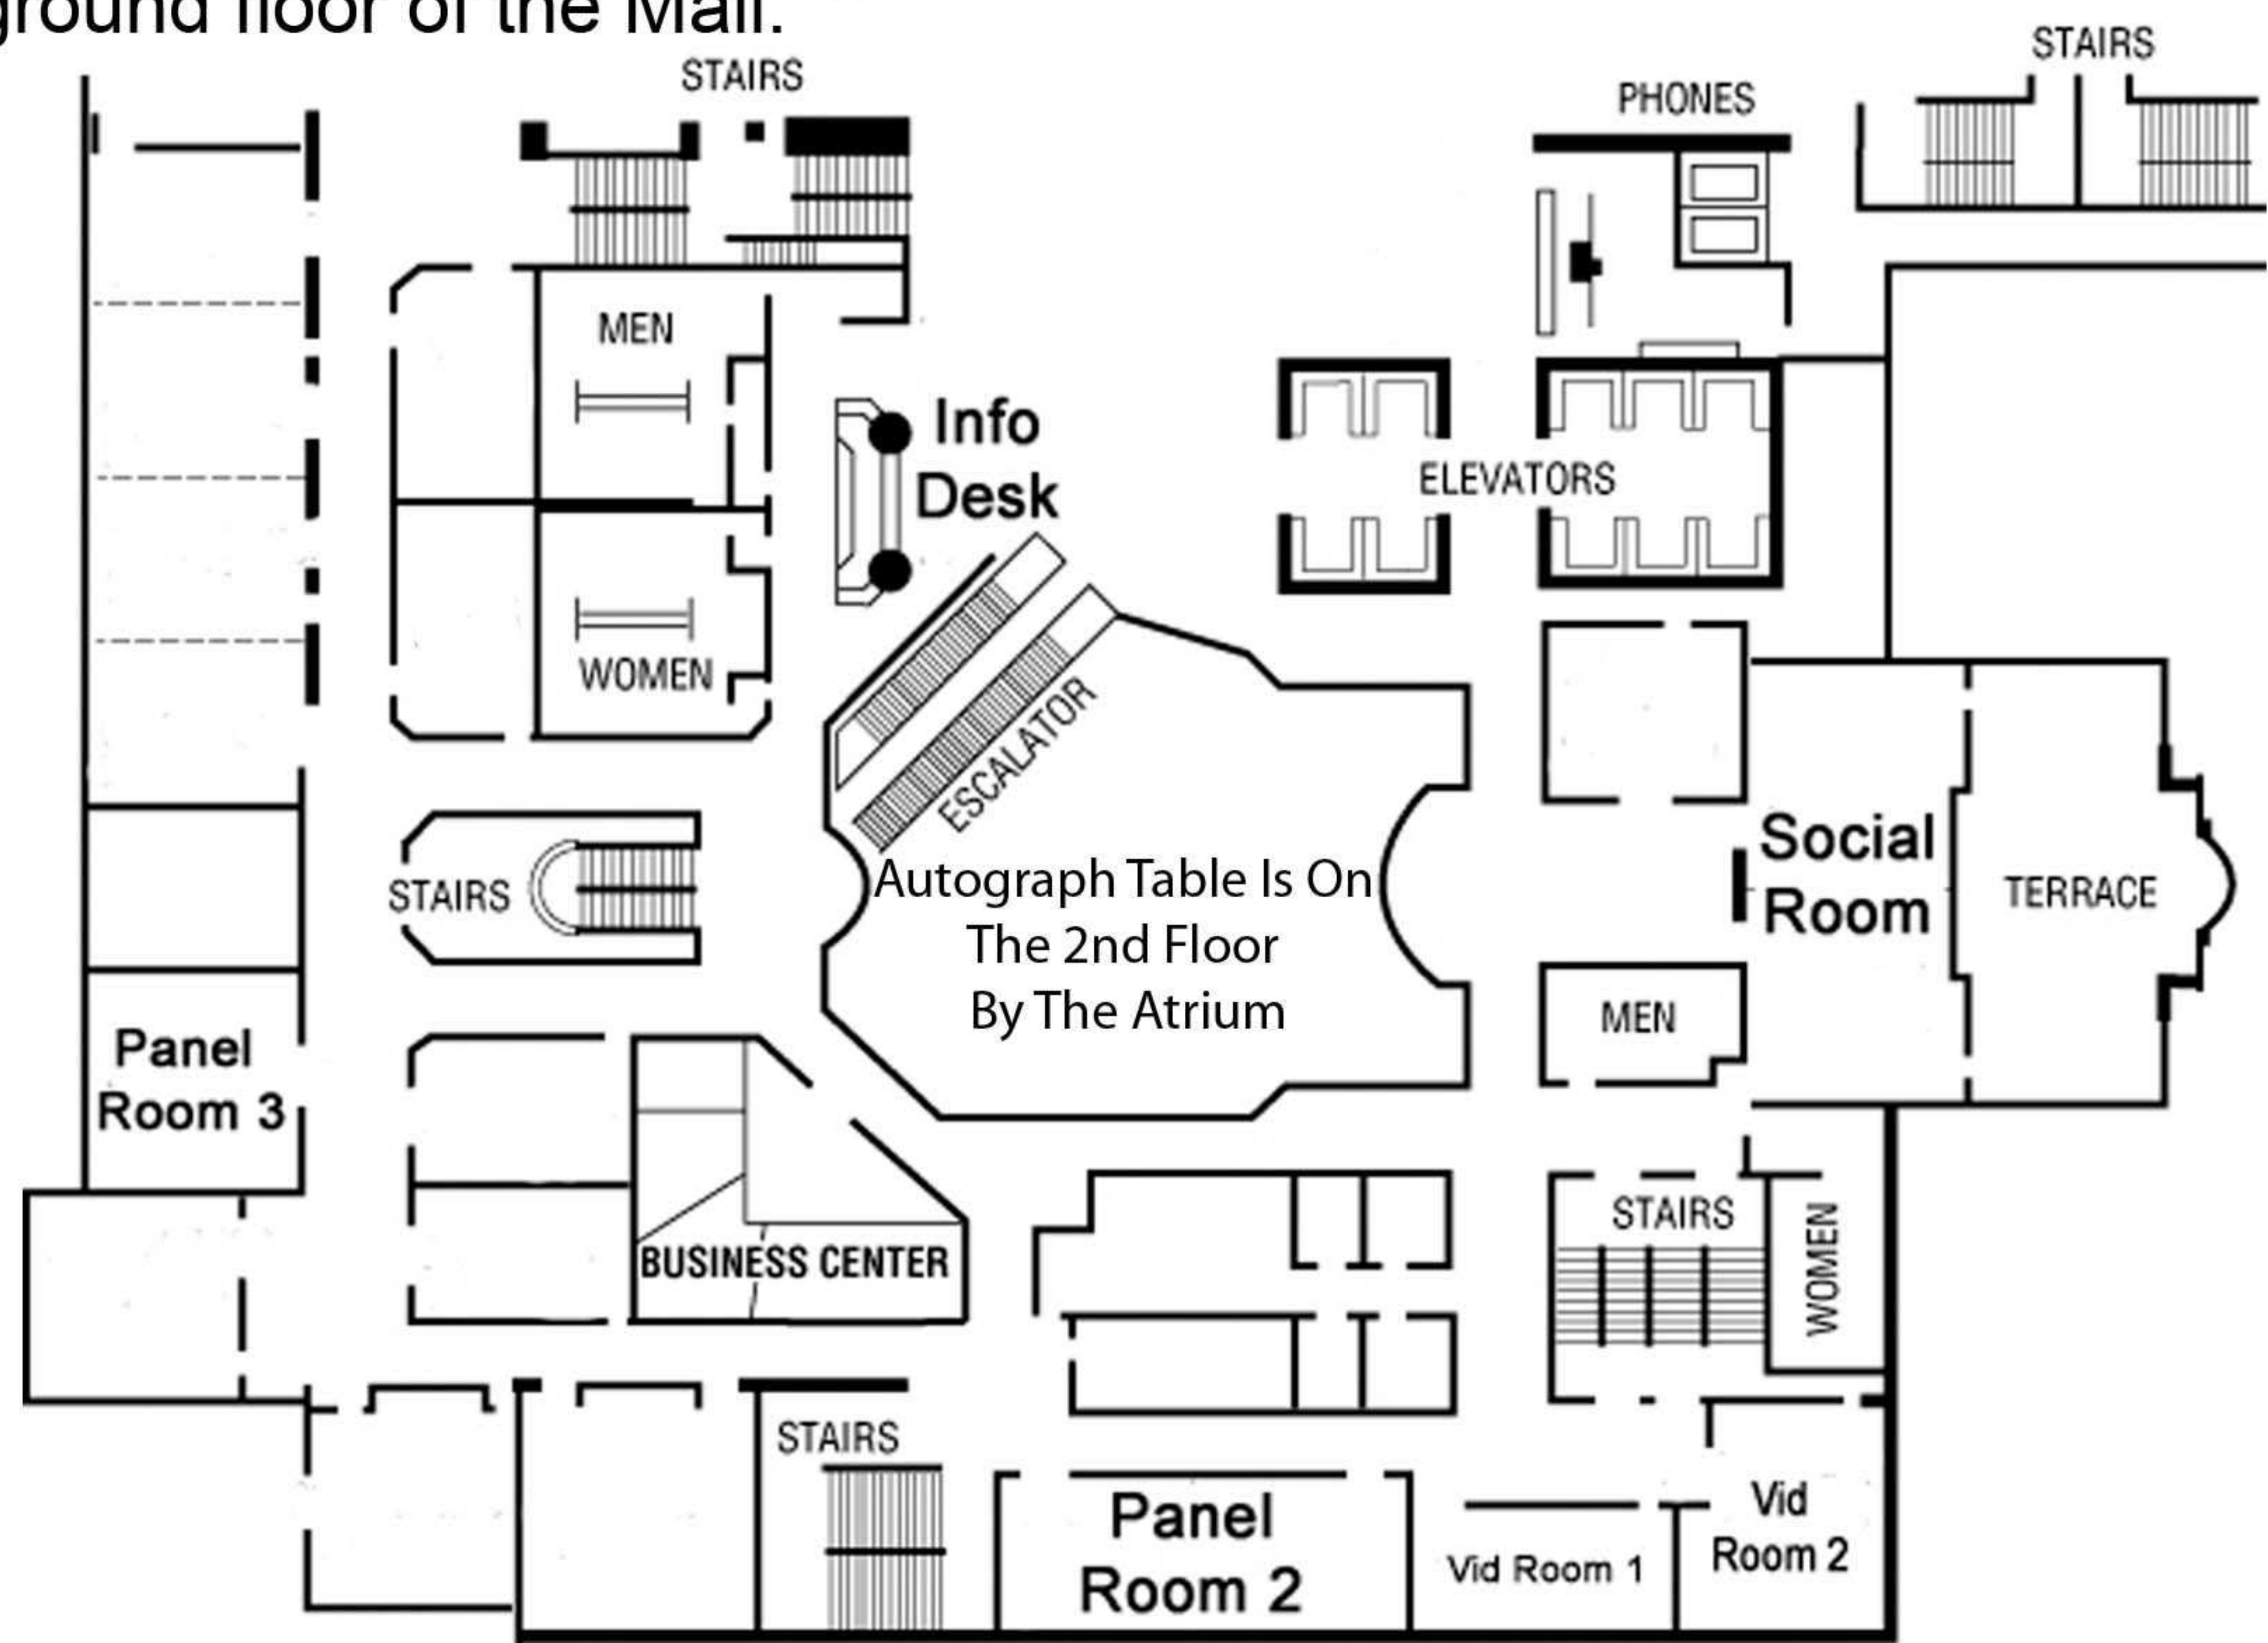 ground floor of the Mall.
STAIRS
STAIRS
PHONES
MEN
Info
Desk
ELEVATORS
WOMEN
ESCALATOR
Social
Room
TERRACE
STAIRS
Autograph Table Is On
The 2nd Floor
By The Atrium
MEN
Panel
Room 3
STAIRS
WOMEN
BUSINESS CENTER
STAIRS
Panel
Room 2
Vid Room 1
Vid
Room 2